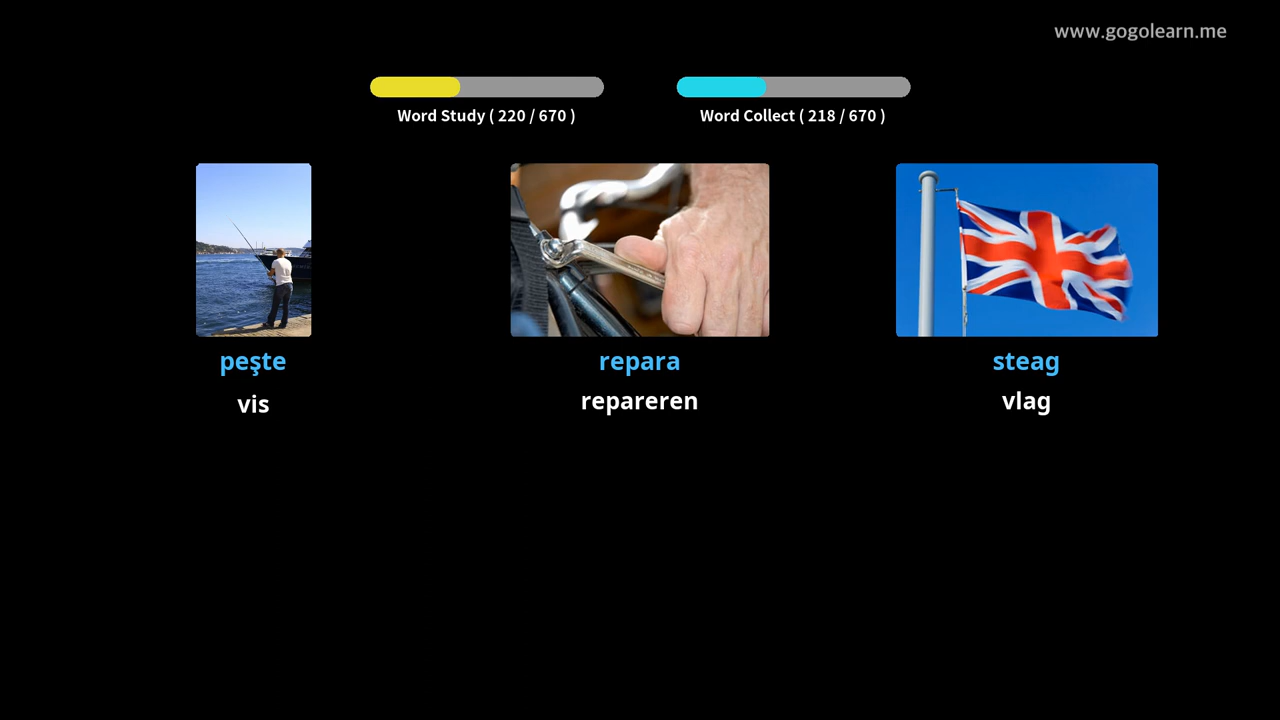 www.gogolearn.me
Word Study ( 220 / 670 )
Word Collect ( 218 / 670 )
peşte
repara
steag
vis
repareren
vlag